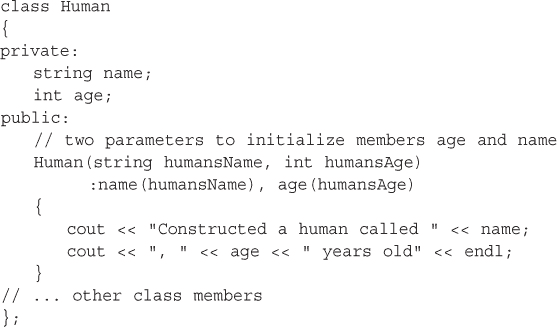 class Human
{
private:
    string name;
    int age;
public:
    // two parameters to initialize members age and name
    Human(string humansName, int humansAge)
          :name(humansName), age(humansAge)
    {
        cout << "Constructed a human called " << name;
        cout << ", " << age << " years old" << endl;
    }
// ... other class members
};